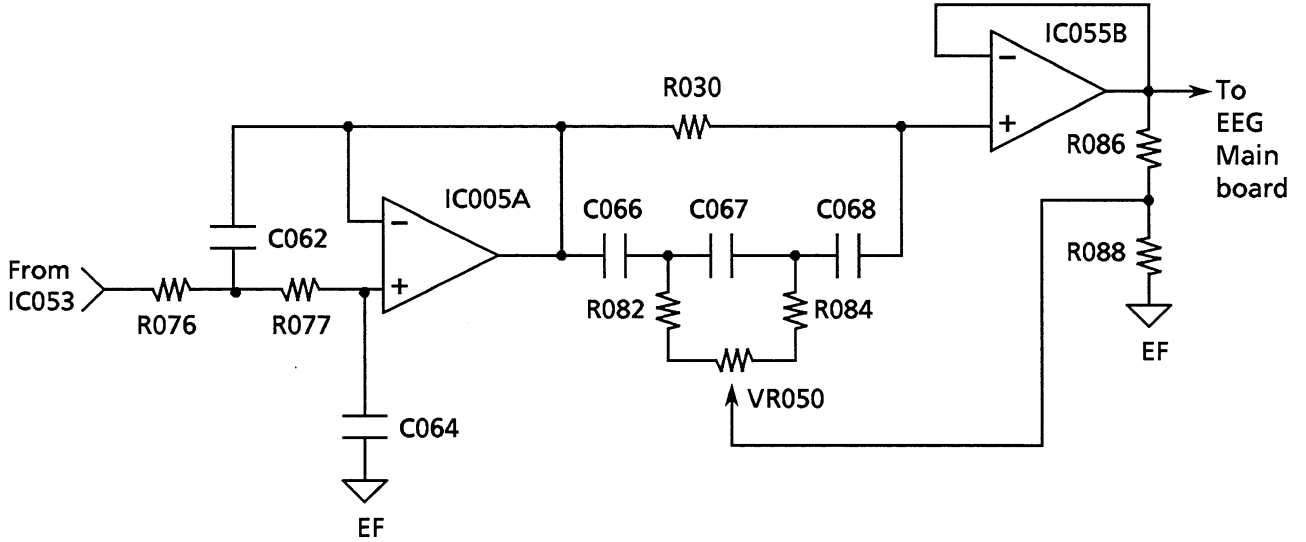 IC055B
To
EEG
Main
board
R030
R086
IC005A
C066
C067
C068
C062
R088
From
IC053
R076
R077
R082
R084
EF
VR050
C064
EF